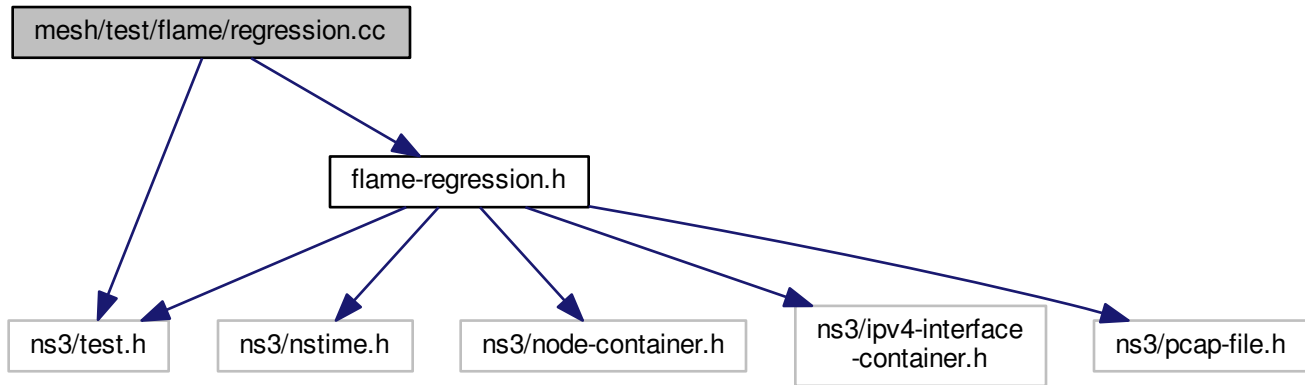 mesh/test/flame/regression.cc
flame-regression.h
ns3/test.h
ns3/nstime.h
ns3/node-container.h
ns3/ipv4-interface
-container.h
ns3/pcap-file.h